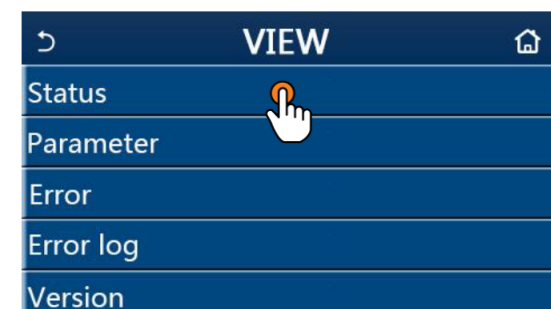 VIEW
Status
Parameter
Error
Error log
Version